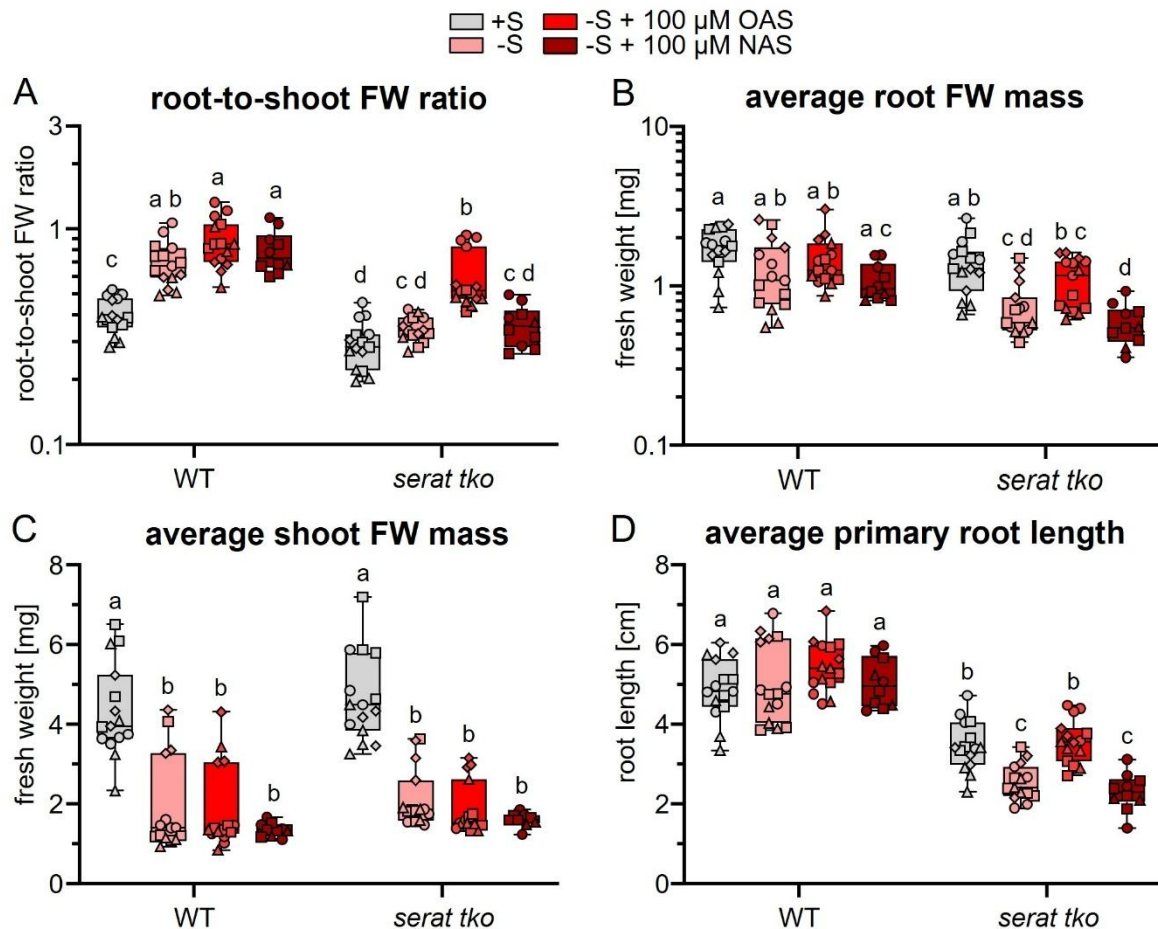 +S -S + 100 µM OAS
-S -S + 100 µM NAS
A root-to-shoot FW ratio
root-to-shoot FW ratio
3
1
0.1
c
a b
a
a
d
c d
b
c d
WT serat tko
B average root FW mass
fresh weight [mg]
10
1
0.1
a
a b
a b
a c
a b
c d
b c
d
WT serat tko
C average shoot FW mass
fresh weight [mg]
8
6
4
2
0
a
b
b
b
a
b
b
b
WT serat tko
D average primary root length
root length [cm]
8
6
4
2
0
a
a
a
a
b
c
b
c
WT serat tko